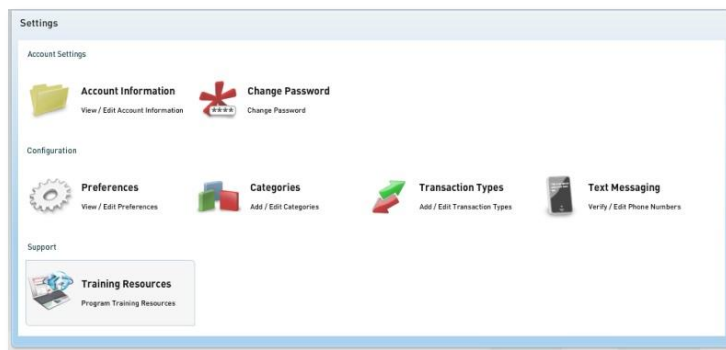 Settings
Account Settings
Account Information
View / Edit Account Information
****
Change Password
Change Password
Configuration
Preferences
View / Edit Preferences
Categories
Add / Edit Categories
Transaction Types
Add / Edit Transaction Types
Text Messaging
Verify / Edit Phone Numbers
Support
Training Resources
Program Training Resources